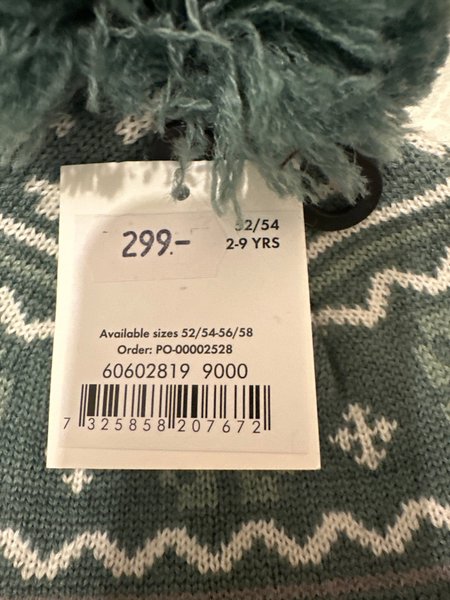 52/54
299.-
2-9 YRS
Available sizes 52/54-56/58
Order: PO-00002528
60602819 9000
7 325858 207672